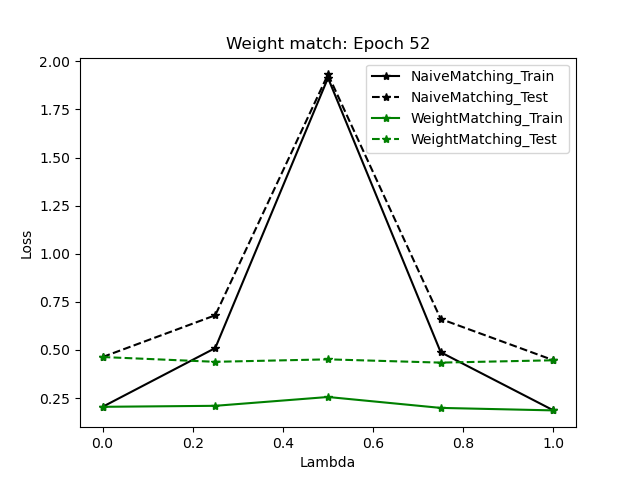 Weight match: Epoch 52
NaiveMatching_Train
NaiveMatching_Test
WeightMatching_Train
WeightMatching_Test
2.00
1.75
1.50
1.25
1.00
0.75
0.50
0.25
Loss
0.0 0.2 0.4 0.6 0.8 1.0
Lambda